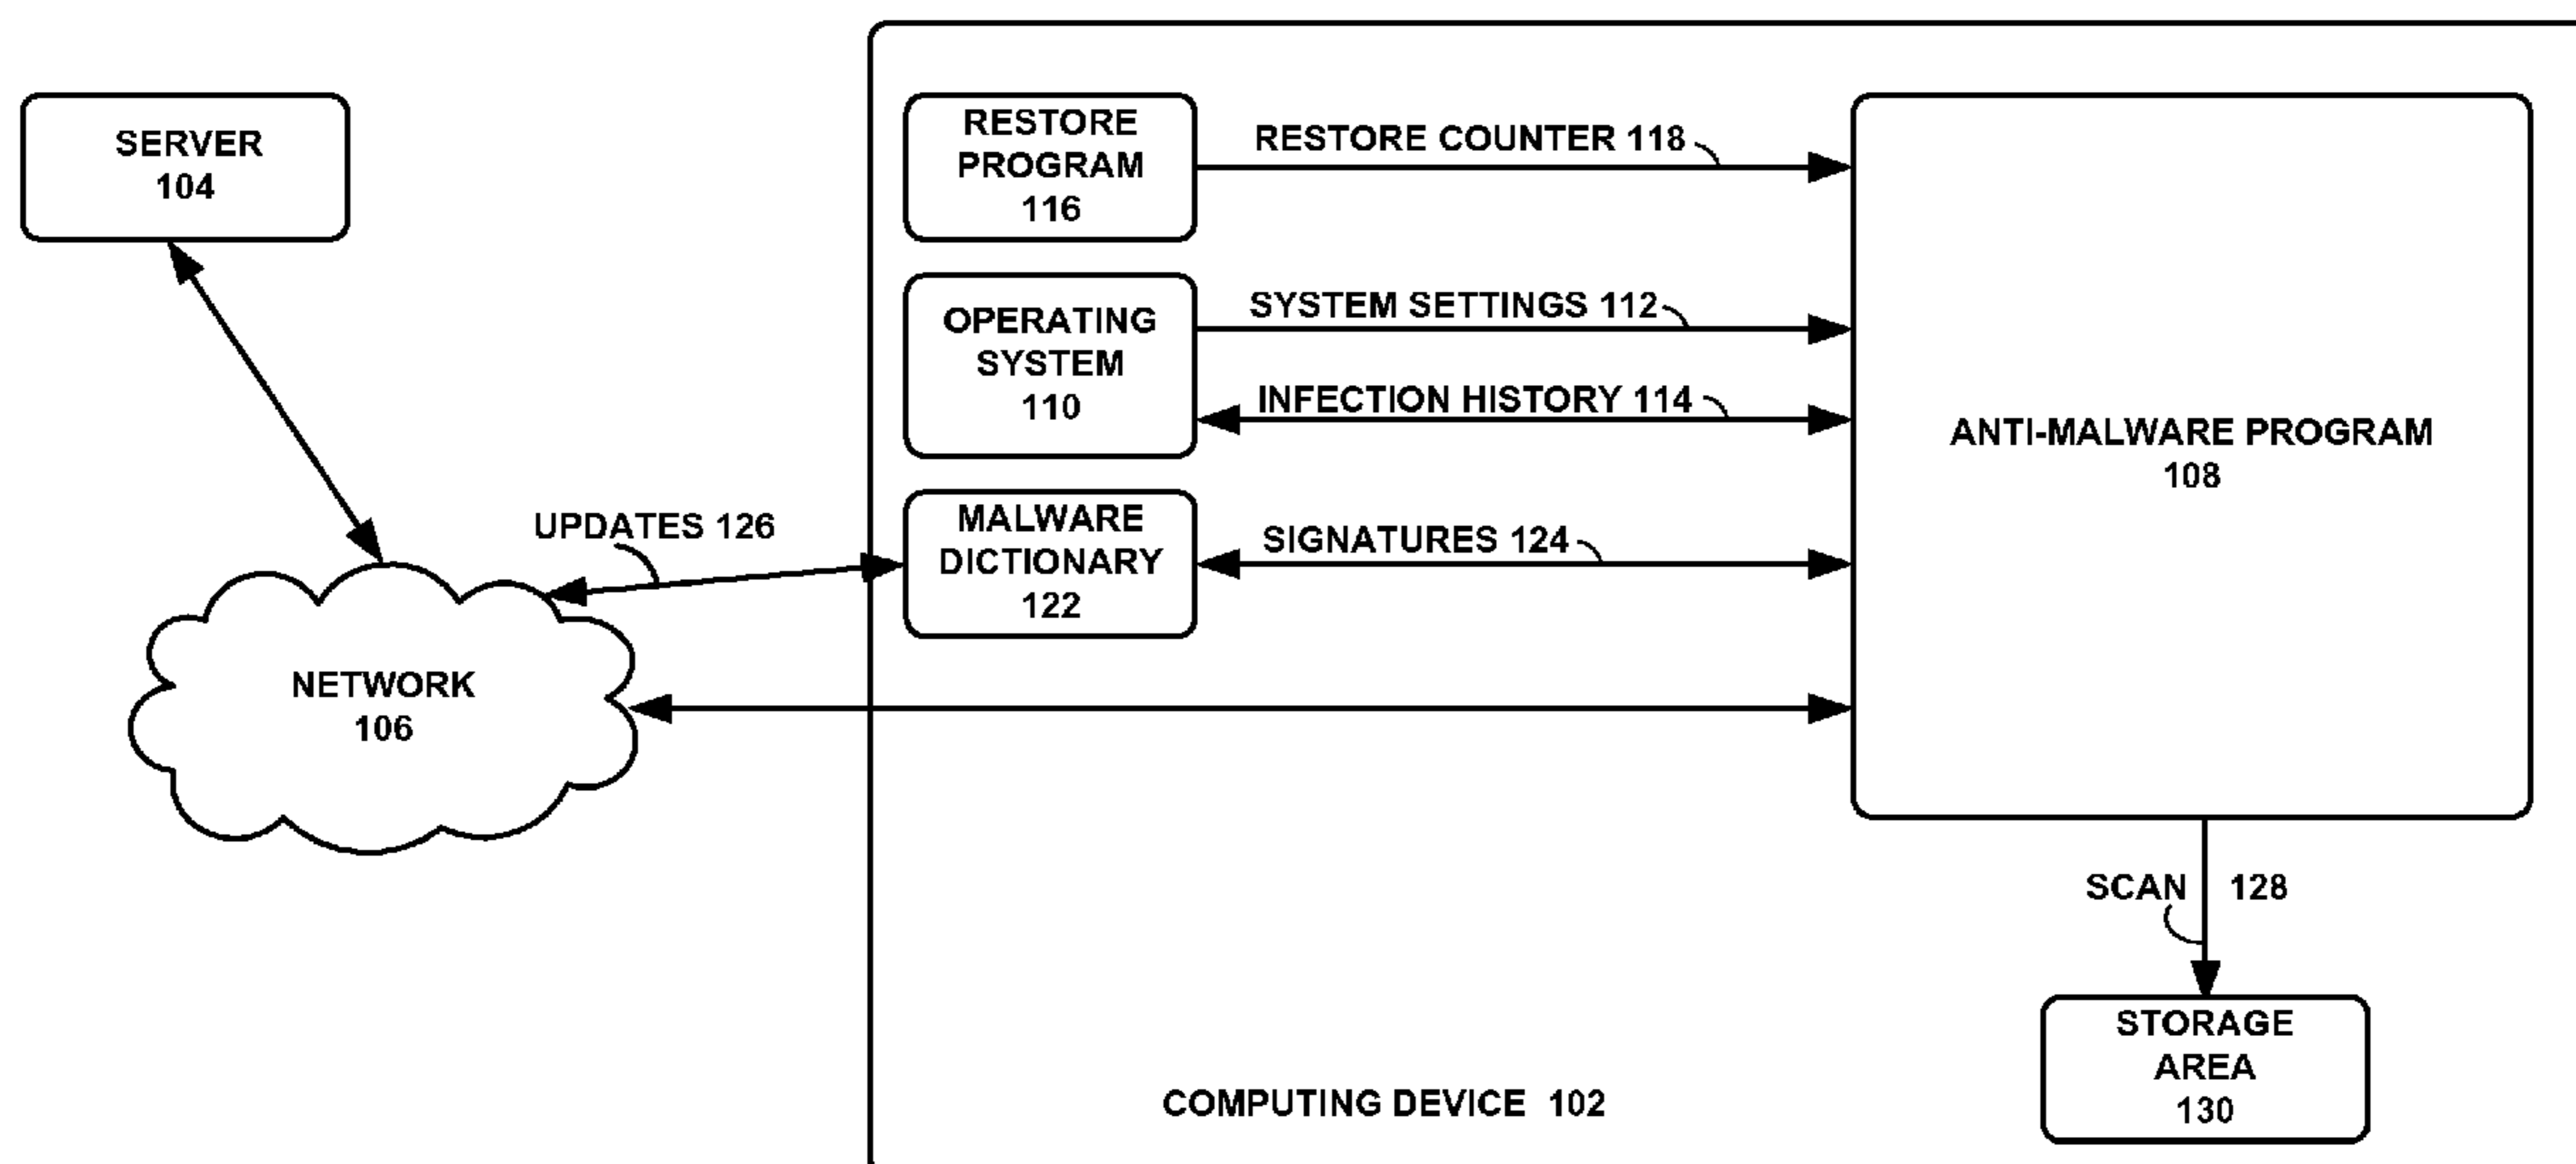 SERVER
104
RESTORE
PROGRAM
116
RESTORE COUNTER 118
OPERATING
SYSTEM
110
SYSTEM SETTINGS 112
INFECTION HISTORY 114
ANTI-MALWARE PROGRAM
108
UPDATES 126
MALWARE
DICTIONARY
122
SIGNATURES 124
NETWORK
106
SCAN 128
STORAGE
AREA
130
COMPUTING DEVICE 102